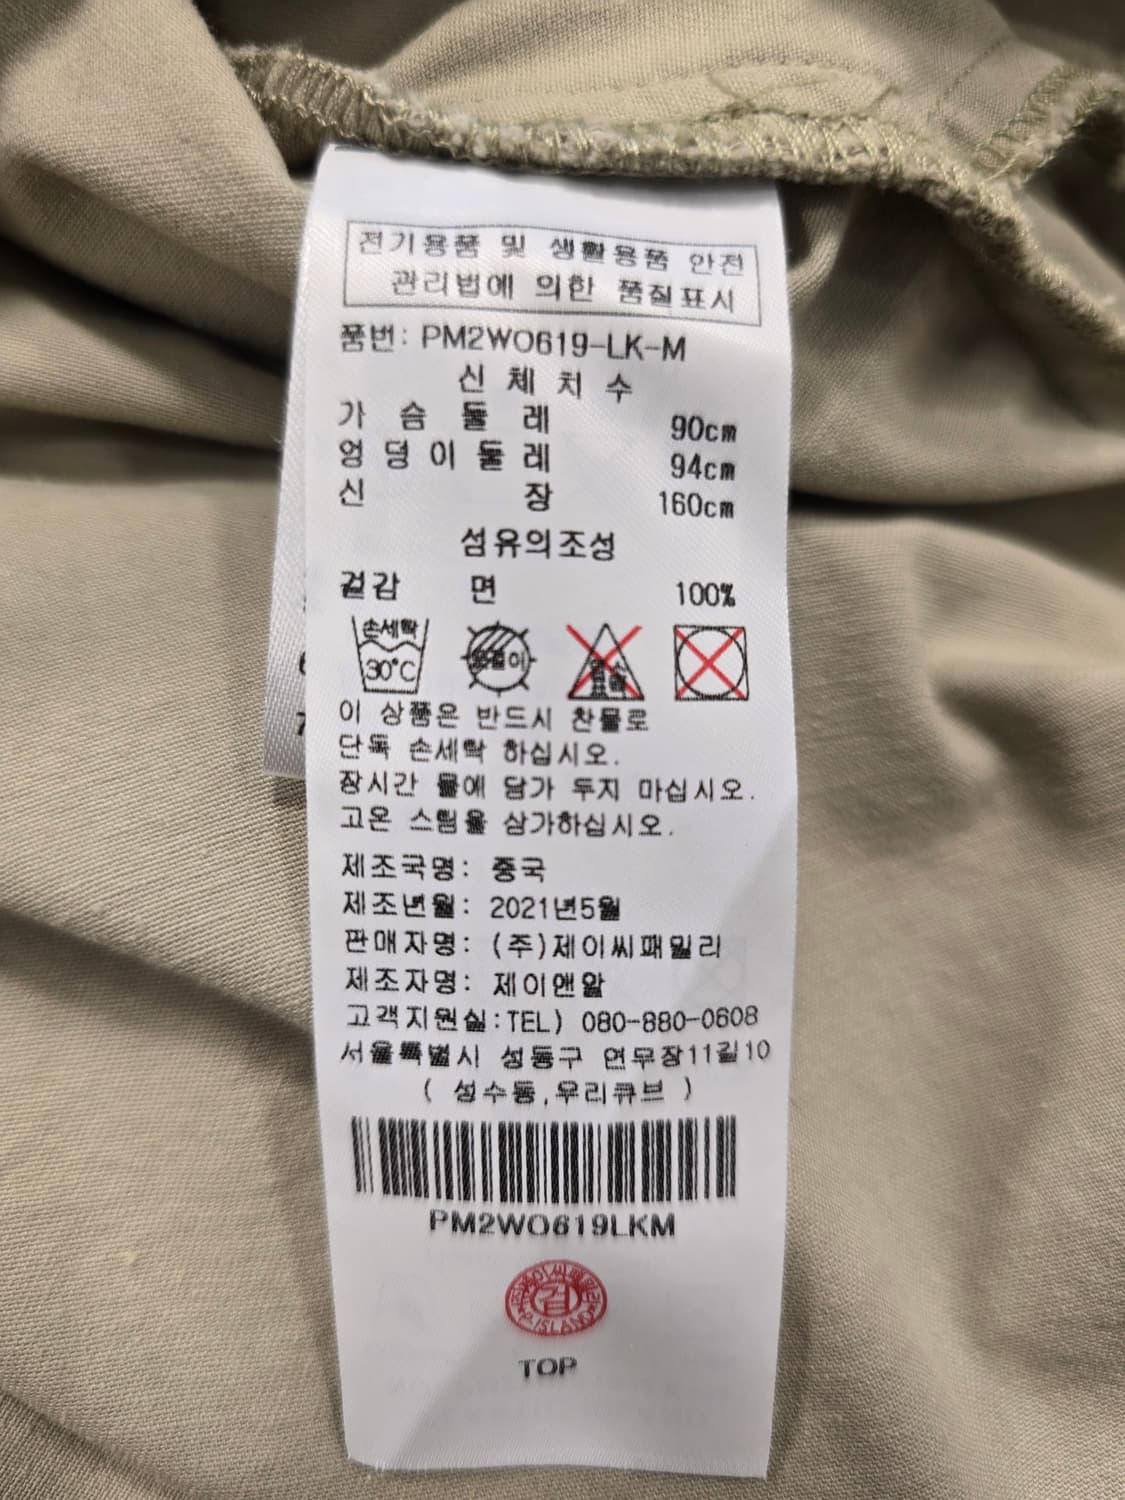 전기용품 및 생활용품 안전
관리법에 의한 품질표시
품번: PM2WO619-LK-M
신 체 치 수
가 슴 둘 레 90cm
엉 덩 이 둘 레 94cm
신 장 160cm
섬유의조성
겉감 면 100%
손세탁
30°C
이 상품은 반드시 찬물로
단독 손세탁 하십시오.
장시간 물에 담가 두지 마십시오.
고온 스팀을 삼가하십시오.
제조국명: 중국
제조년월: 2021년5월
판매자명: (주)제이씨패밀리
제조자명: 제이앤알
고객지원실:TEL) 080-880-0608
서울특별시 성동구 연무장11길10
( 성수동,우리큐브 )
PM2WO619LKM
검
P-ISLAND
TOP